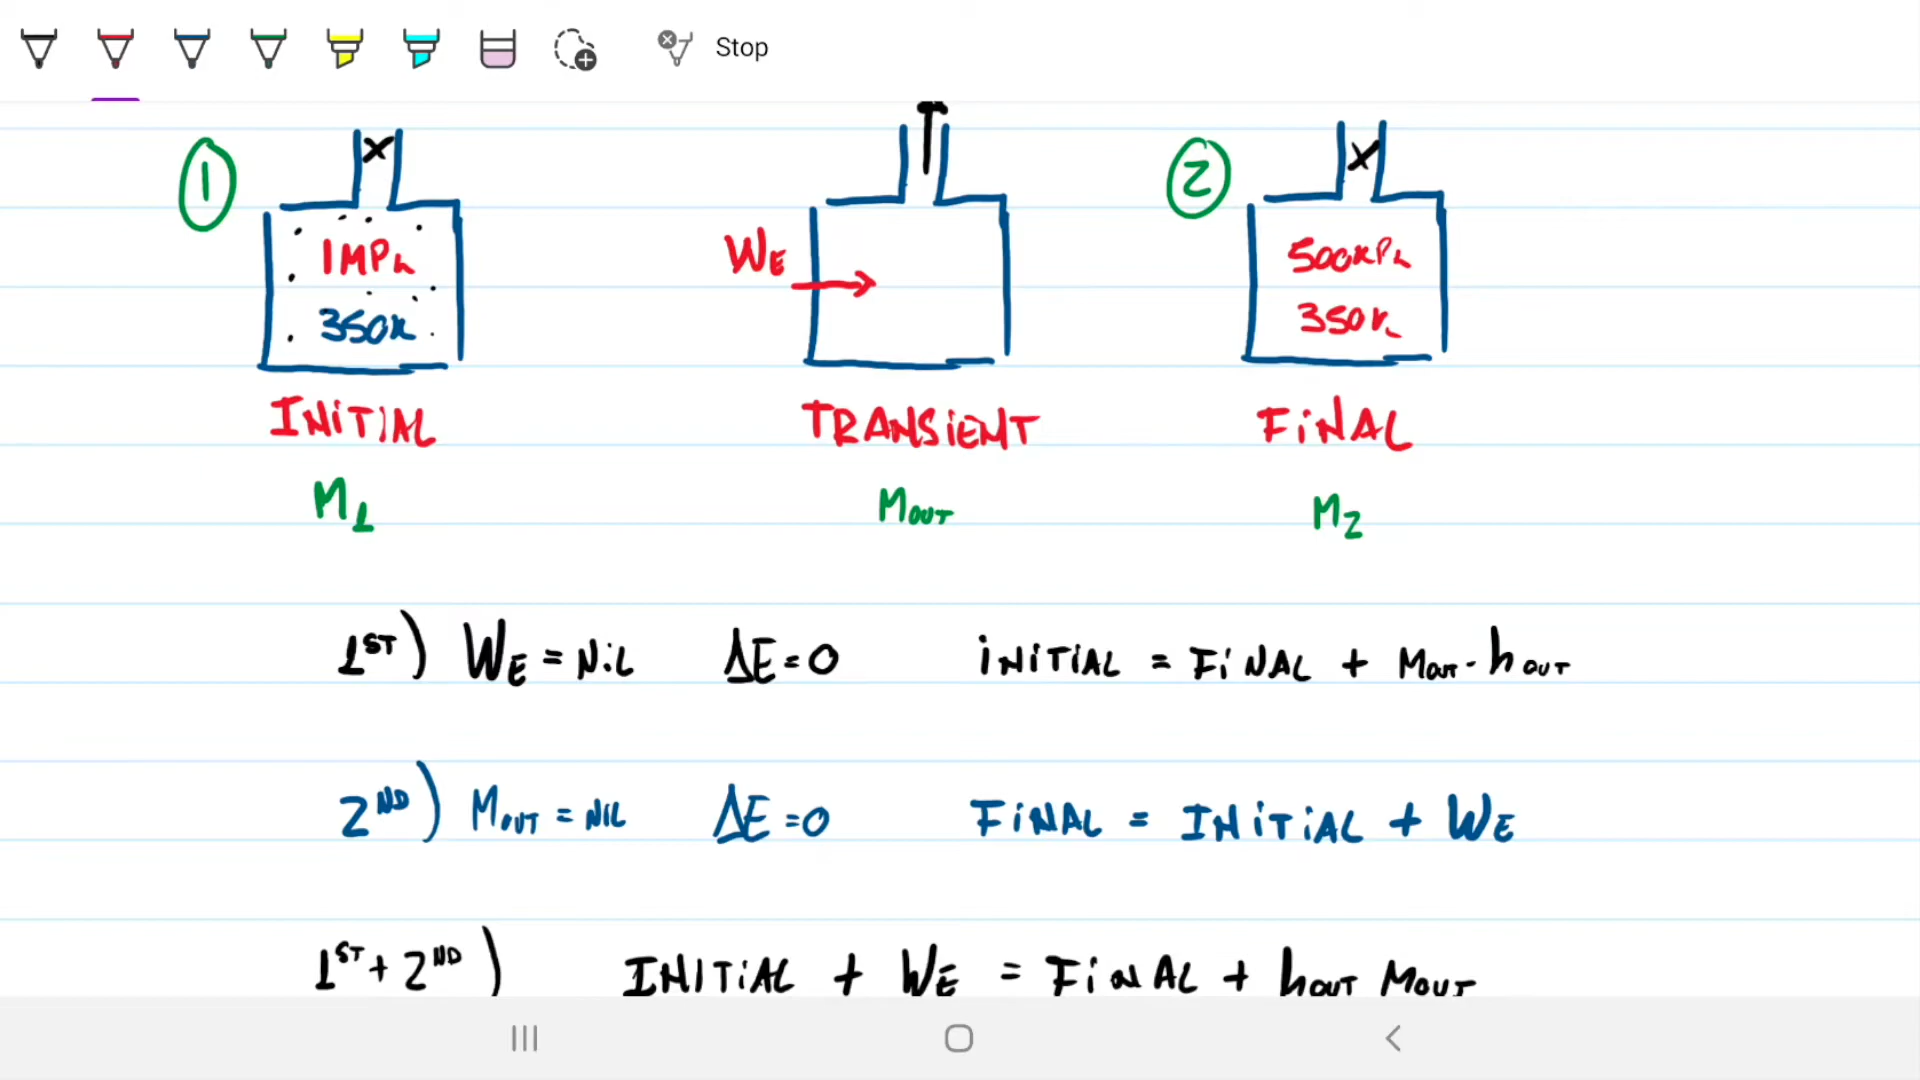 Stop
1 2
1MPa WE 500KPa
350K 350K
INITIAL TRANSIENT FINAL
M1 MOUT M2
1ST) WE = NIL ΔE = 0 INITIAL = FINAL + MOUT · hOUT
2ND) MOUT = NIL ΔE = 0 FINAL = INITIAL + WE
1ST + 2ND) INITIAL + WE = FINAL + hOUT MOUT